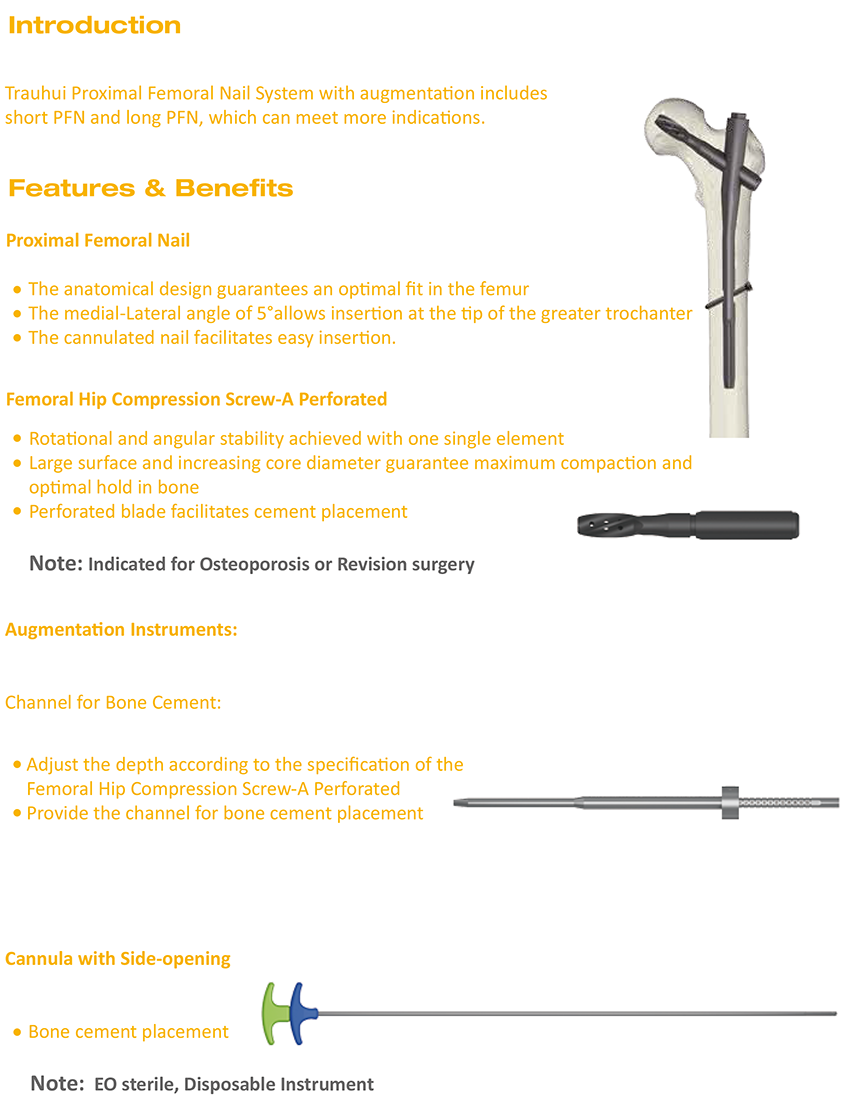 Introduction
Trauhui Proximal Femoral Nail System with augmentation includes
short PFN and long PFN, which can meet more indications.
Features & Benefits
Proximal Femoral Nail
• The anatomical design guarantees an optimal fit in the femur
• The medial-Lateral angle of 5°allows insertion at the tip of the greater trochanter
• The cannulated nail facilitates easy insertion.
Femoral Hip Compression Screw-A Perforated
• Rotational and angular stability achieved with one single element
• Large surface and increasing core diameter guarantee maximum compaction and
optimal hold in bone
• Perforated blade facilitates cement placement
Note: Indicated for Osteoporosis or Revision surgery
Augmentation Instruments:
Channel for Bone Cement:
• Adjust the depth according to the specification of the
Femoral Hip Compression Screw-A Perforated
• Provide the channel for bone cement placement
Cannula with Side-opening
• Bone cement placement
Note: EO sterile, Disposable Instrument